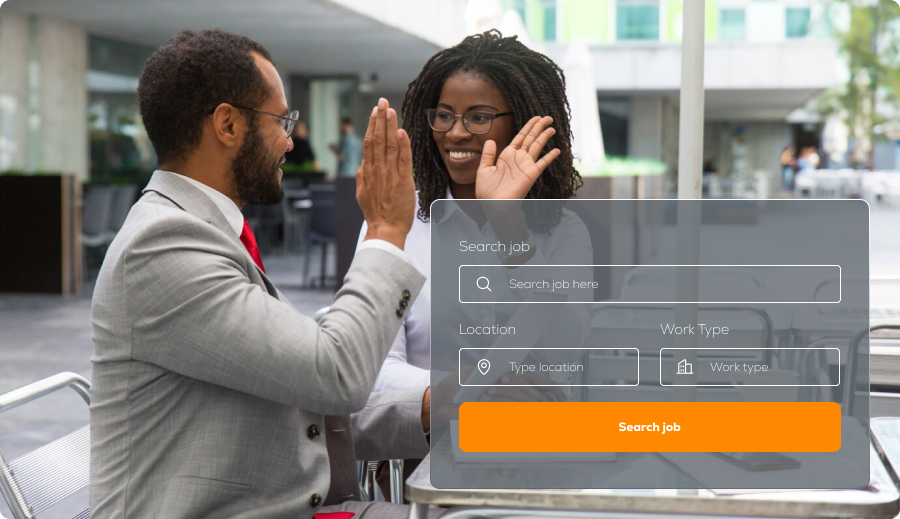 Search job
Search job here
Location Work Type
Type location Work type
Search job